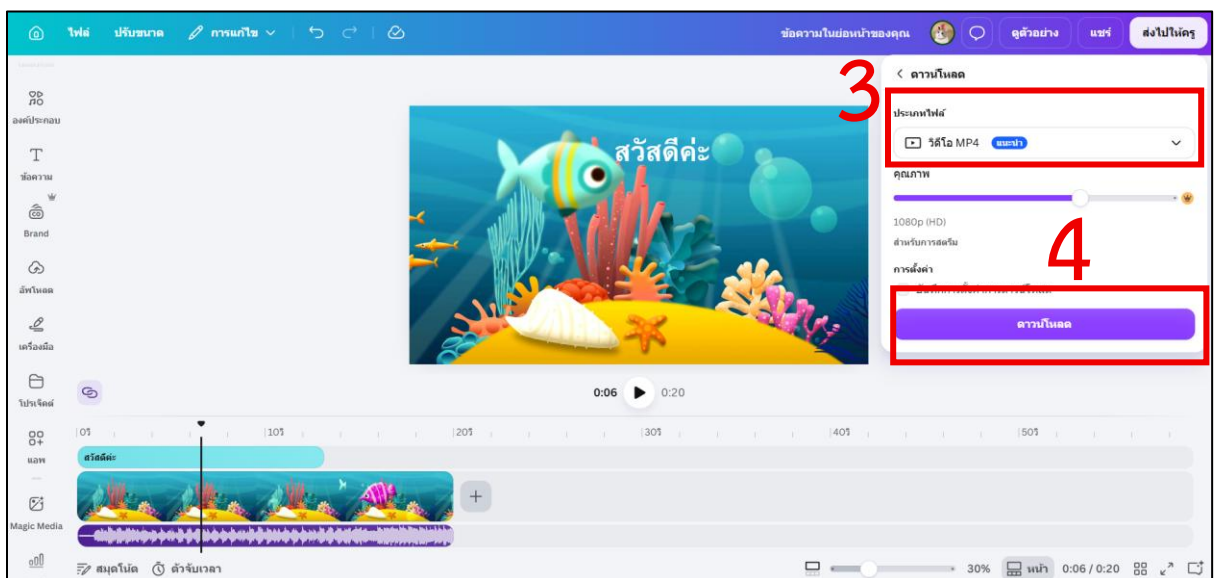 ไฟล์ ปรับขนาด การแก้ไข ข้อความในย่อหน้าของคุณ ดูตัวอย่าง แชร์ ส่งไปให้ครู
องค์ประกอบ
ข้อความ
Brand
อัพโหลด
เครื่องมือ
โปรเจ็คต์
แอพ
Magic Media
สวัสดีค่ะ
3
ดาวน์โหลด
ประเภทไฟล์
วิดีโอ MP4 แนะนำ
คุณภาพ
1080p (HD)
สำหรับการสตรีม
การตั้งค่า
4
ดาวน์โหลด
0:06 0:20
0วิ 10วิ 20วิ 30วิ 40วิ 50วิ
สวัสดีค่ะ
สมุดโน้ต ตัวจับเวลา 30% หน้า 0:06 / 0:20